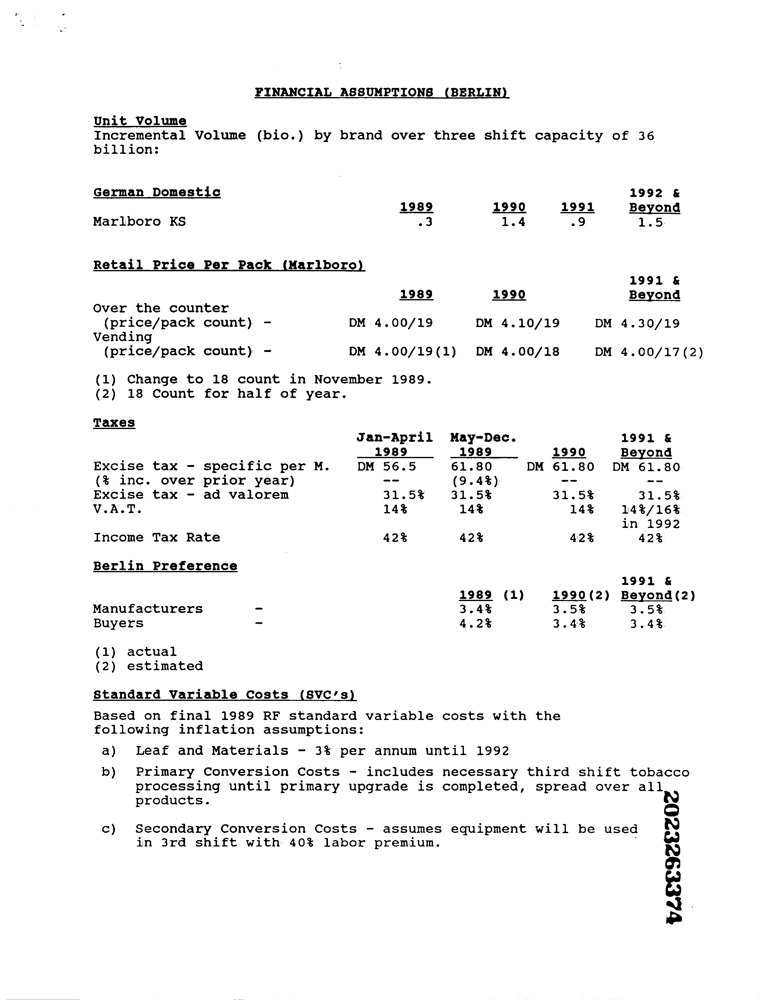 FINANCIAL ASSUMPTIONS (BERLIN)
Unit Volume
Incremental Volume (bio.) by brand over three shift capacity of 36
billion:
German Domestic 1992 &
1989 1990 1991 Beyond
Marlboro KS .3 1.4 .9 1.5
Retail Price Per Pack (Marlboro)
1991 &
1989 1990 Beyond
Over the counter
(price/pack count) - DM 4.00/19 DM 4.10/19 DM 4.30/19
Vending
(price/pack count) - DM 4.00/19(1) DM 4.00/18 DM 4.00/17(2)
(1) Change to 18 count in November 1989.
(2) 18 Count for half of year.
Taxes
Jan-April May-Dec. 1991 &
1989 1989 1990 Beyond
Excise tax - specific per M. DM 56.5 61.80 DM 61.80 DM 61.80
(% inc. over prior year) -- (9.4%) -- --
Excise tax - ad valorem 31.5% 31.5% 31.5% 31.5%
V.A.T. 14% 14% 14% 14%/16%
in 1992
Income Tax Rate 42% 42% 42% 42%
Berlin Preference
1991 &
1989 (1) 1990(2) Beyond(2)
Manufacturers - 3.4% 3.5% 3.5%
Buyers - 4.2% 3.4% 3.4%
(1) actual
(2) estimated
Standard Variable Costs (SVC's)
Based on final 1989 RF standard variable costs with the
following inflation assumptions:
a) Leaf and Materials - 3% per annum until 1992
b) Primary Conversion Costs - includes necessary third shift tobacco
processing until primary upgrade is completed, spread over all
products.
c) Secondary Conversion Costs - assumes equipment will be used
in 3rd shift with 40% labor premium.
2023263374